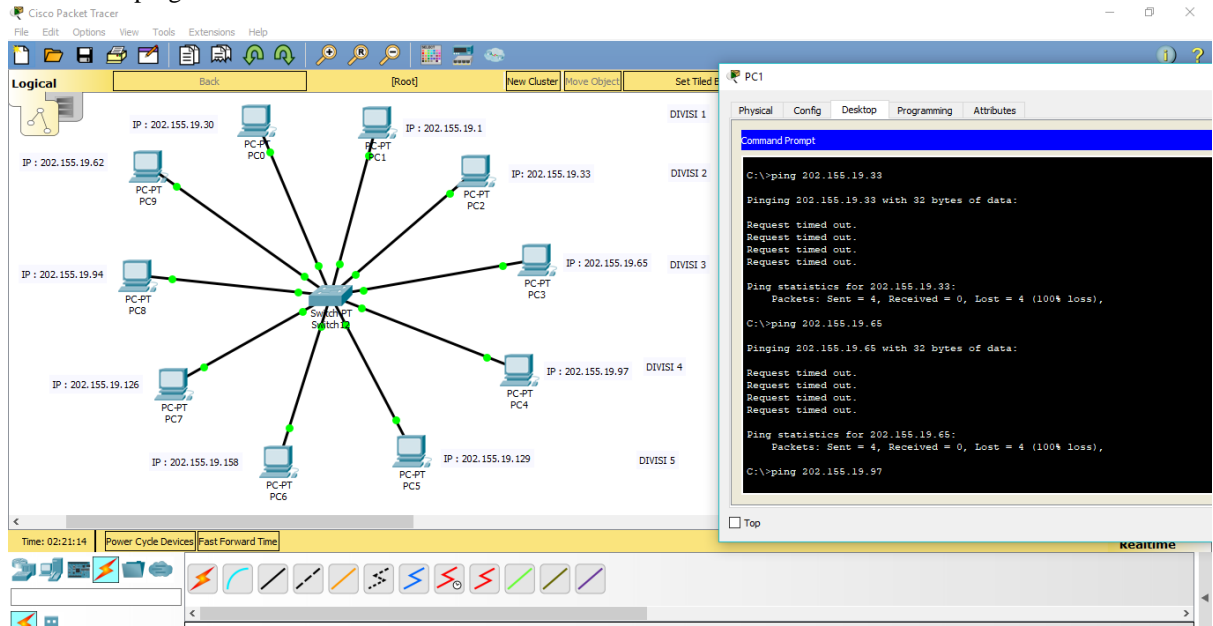 Cisco Packet Tracer
File Edit Options View Tools Extensions Help
Logical
Back
[Root]
New Cluster
Move Object
Set Tiled B
IP : 202.155.19.30
PC-PT
PC0
IP : 202.155.19.1
PC-PT
PC1
DIVISI 1
IP : 202.155.19.62
PC-PT
PC9
IP: 202.155.19.33
PC-PT
PC2
DIVISI 2
IP : 202.155.19.94
PC-PT
PC8
IP : 202.155.19.65
PC-PT
PC3
DIVISI 3
Switch-PT
Switch12
IP : 202.155.19.126
PC-PT
PC7
IP : 202.155.19.97
PC-PT
PC4
DIVISI 4
IP : 202.155.19.158
PC-PT
PC6
IP : 202.155.19.129
PC-PT
PC5
DIVISI 5
PC1
Physical Config Desktop Programming Attributes
Command Prompt
C:\>ping 202.155.19.33
Pinging 202.155.19.33 with 32 bytes of data:
Request timed out.
Request timed out.
Request timed out.
Request timed out.
Ping statistics for 202.155.19.33:
Packets: Sent = 4, Received = 0, Lost = 4 (100% loss),
C:\>ping 202.155.19.65
Pinging 202.155.19.65 with 32 bytes of data:
Request timed out.
Request timed out.
Request timed out.
Request timed out.
Ping statistics for 202.155.19.65:
Packets: Sent = 4, Received = 0, Lost = 4 (100% loss),
C:\>ping 202.155.19.97
Top
Time: 02:21:14
Power Cycle Devices
Fast Forward Time
Realtime